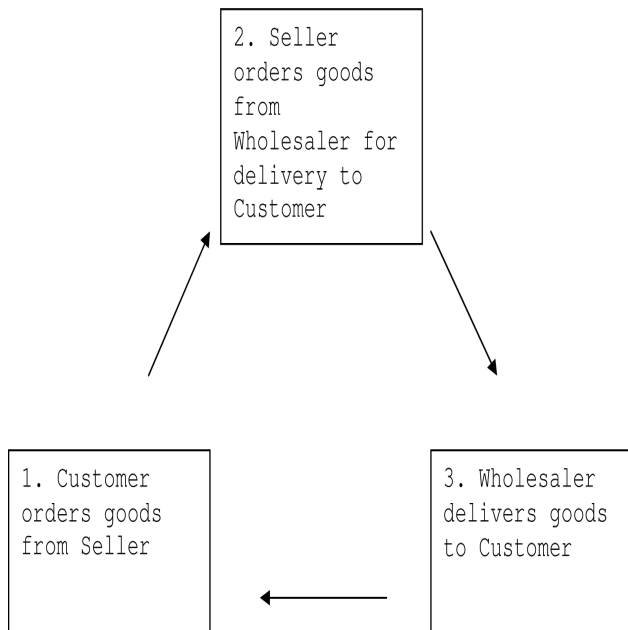 2. Seller
orders goods
from
Wholesaler for
delivery to
Customer
1. Customer
orders goods
from Seller
3. Wholesaler
delivers goods
to Customer